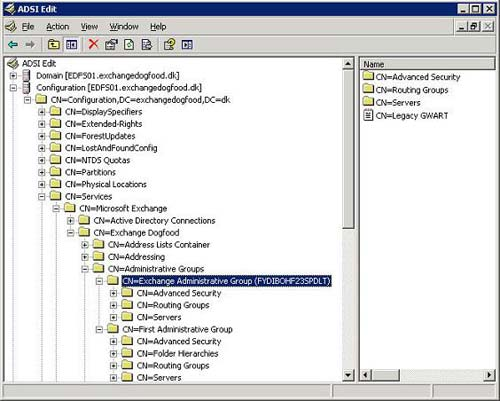 ADSI Edit
File Action View Window Help
ADSI Edit
Domain [EDFS01.exchangedogfood.dk]
Configuration [EDFS01.exchangedogfood.dk]
CN=Configuration,DC=exchangedogfood,DC=dk
CN=DisplaySpecifiers
CN=Extended-Rights
CN=ForestUpdates
CN=LostAndFoundConfig
CN=NTDS Quotas
CN=Partitions
CN=Physical Locations
CN=Services
CN=Microsoft Exchange
CN=Active Directory Connections
CN=Exchange Dogfood
CN=Address Lists Container
CN=Addressing
CN=Administrative Groups
CN=Exchange Administrative Group (FYDIBOHF23SPDLT)
CN=Advanced Security
CN=Routing Groups
CN=Servers
CN=First Administrative Group
CN=Advanced Security
CN=Folder Hierarchies
CN=Routing Groups
CN=Servers
Name
CN=Advanced Security
CN=Routing Groups
CN=Servers
CN=Legacy GWART